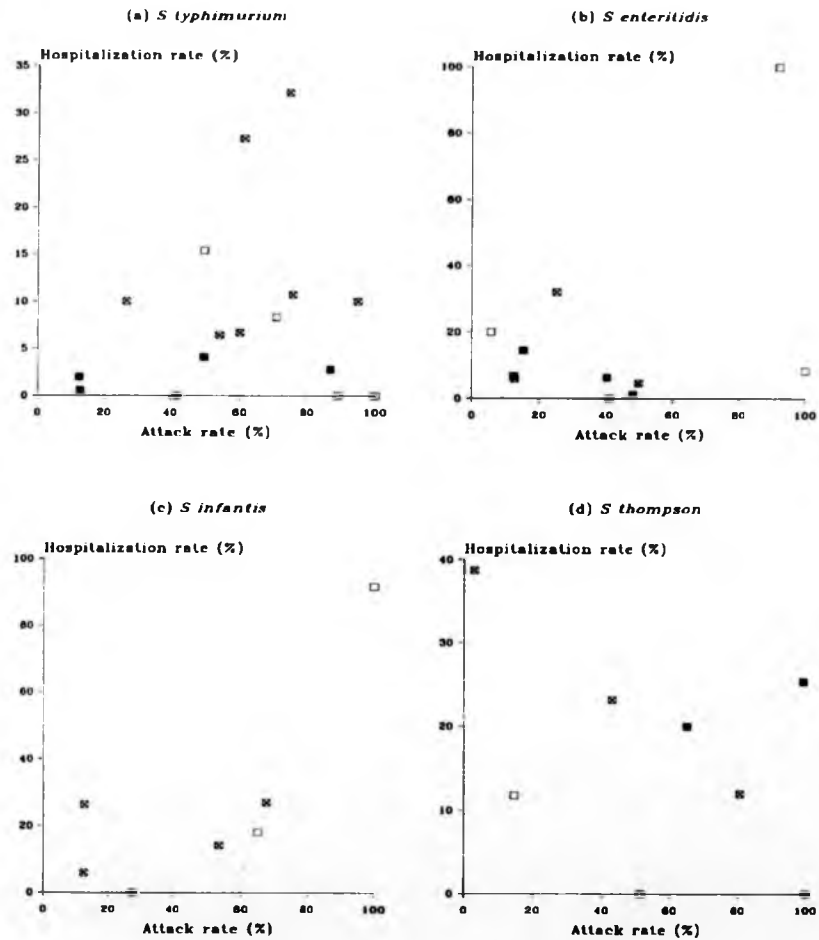 (a) S typhimurium
Hospitalization rate (%)
35
30
25
20
15
10
5
0
0 20 40 60 80 100
Attack rate (%)
(b) S enteritidis
Hospitalization rate (%)
100
80
60
40
20
0
0 20 40 60 80 100
Attack rate (%)
(c) S infantis
Hospitalization rate (%)
100
80
60
40
20
0
0 20 40 60 80 100
Attack rate (%)
(d) S thompson
Hospitalization rate (%)
40
30
20
10
0
0 20 40 60 80 100
Attack rate (%)